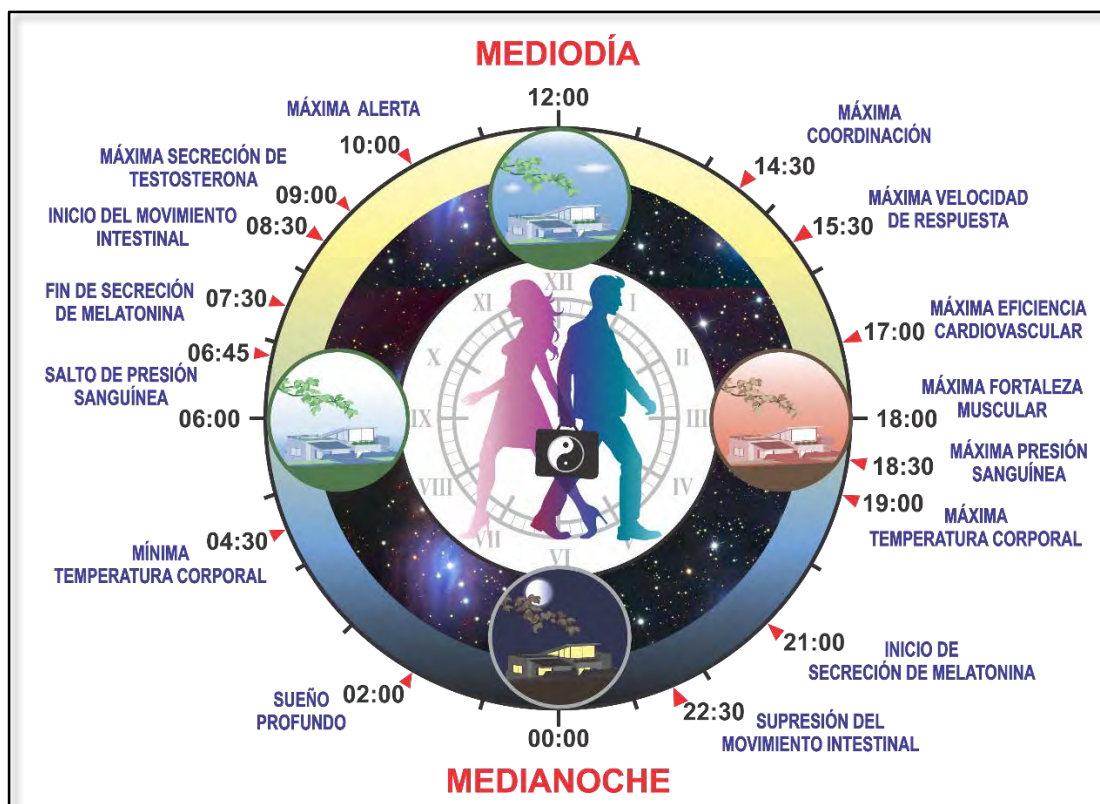 MEDIODÍA
12:00
MÁXIMA ALERTA
10:00
MÁXIMA SECRECIÓN DE
TESTOSTERONA
09:00
INICIO DEL MOVIMIENTO
INTESTINAL
08:30
FIN DE SECRECIÓN
DE MELATONINA
07:30
06:45
SALTO DE PRESIÓN
SANGUÍNEA
06:00
04:30
MÍNIMA
TEMPERATURA CORPORAL
02:00
SUEÑO
PROFUNDO
MÁXIMA
COORDINACIÓN
14:30
MÁXIMA VELOCIDAD
DE RESPUESTA
15:30
MÁXIMA EFICIENCIA
CARDIOVASCULAR
17:00
MÁXIMA FORTALEZA
MUSCULAR
18:00
18:30
MÁXIMA PRESIÓN
SANGUÍNEA
19:00
MÁXIMA
TEMPERATURA CORPORAL
21:00
INICIO DE
SECRECIÓN DE MELATONINA
22:30
SUPRESIÓN DEL
MOVIMIENTO INTESTINAL
XII
I
II
III
IV
V
VI
VII
VIII
IX
X
XI
00:00
MEDIANOCHE